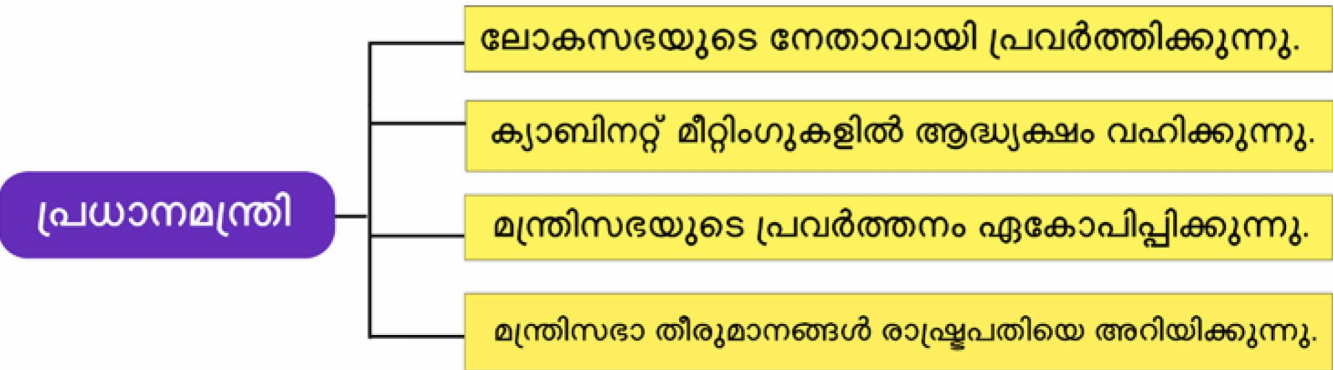 ലോകസഭയുടെ നേതാവായി പ്രവർത്തിക്കുന്നു.
ക്യാബിനറ്റ് മീറ്റിംഗുകളിൽ ആദ്ധ്യക്ഷം വഹിക്കുന്നു.
പ്രധാനമന്ത്രി
മന്ത്രിസഭയുടെ പ്രവർത്തനം ഏകോപിപ്പിക്കുന്നു.
മന്ത്രിസഭാ തീരുമാനങ്ങൾ രാഷ്ട്രപതിയെ അറിയിക്കുന്നു.